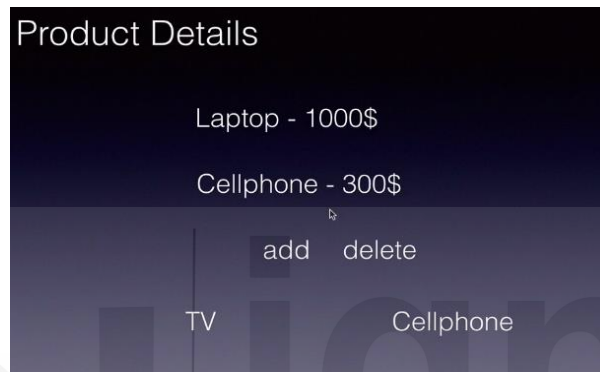 Product Details
Laptop - 1000$
Cellphone - 300$
add delete
TV Cellphone